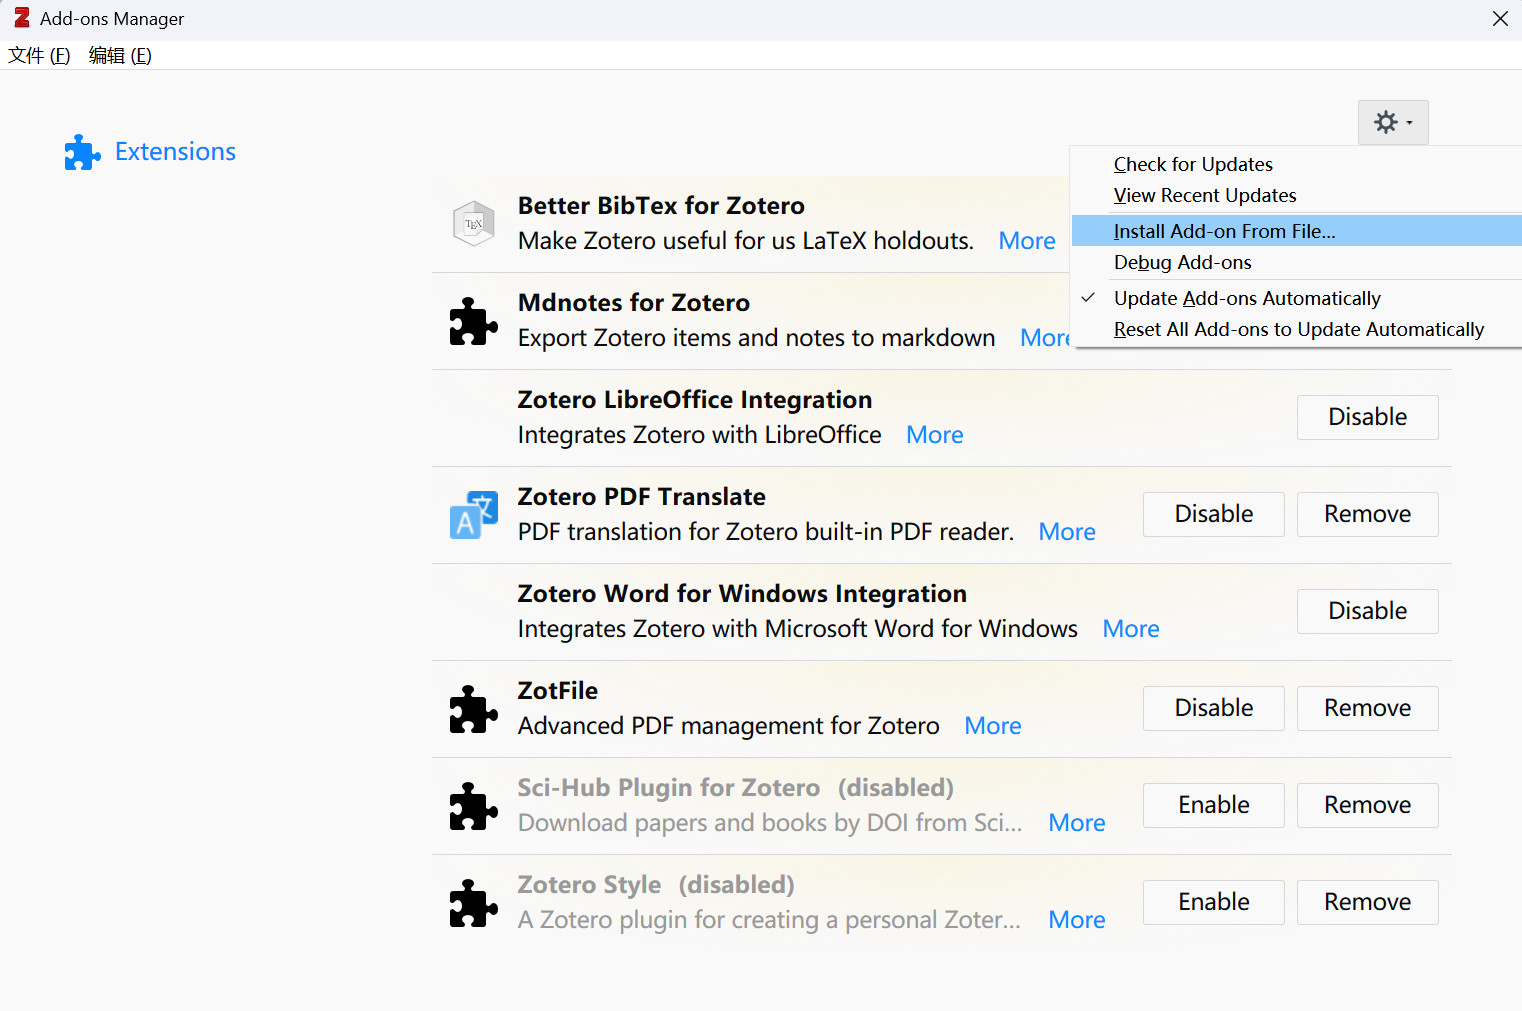 Add-ons Manager
文件 (F) 编辑 (E)
Extensions
Check for Updates
View Recent Updates
Install Add-on From File...
Debug Add-ons
Update Add-ons Automatically
Reset All Add-ons to Update Automatically
Better BibTex for Zotero
TEX
Make Zotero useful for us LaTeX holdouts. More
Mdnotes for Zotero
Export Zotero items and notes to markdown More
Zotero LibreOffice Integration
Integrates Zotero with LibreOffice More
Disable
Zotero PDF Translate
PDF translation for Zotero built-in PDF reader. More
Disable Remove
Zotero Word for Windows Integration
Integrates Zotero with Microsoft Word for Windows More
Disable
ZotFile
Advanced PDF management for Zotero More
Disable Remove
Sci-Hub Plugin for Zotero (disabled)
Download papers and books by DOI from Sci... More
Enable Remove
Zotero Style (disabled)
A Zotero plugin for creating a personal Zoter... More
Enable Remove